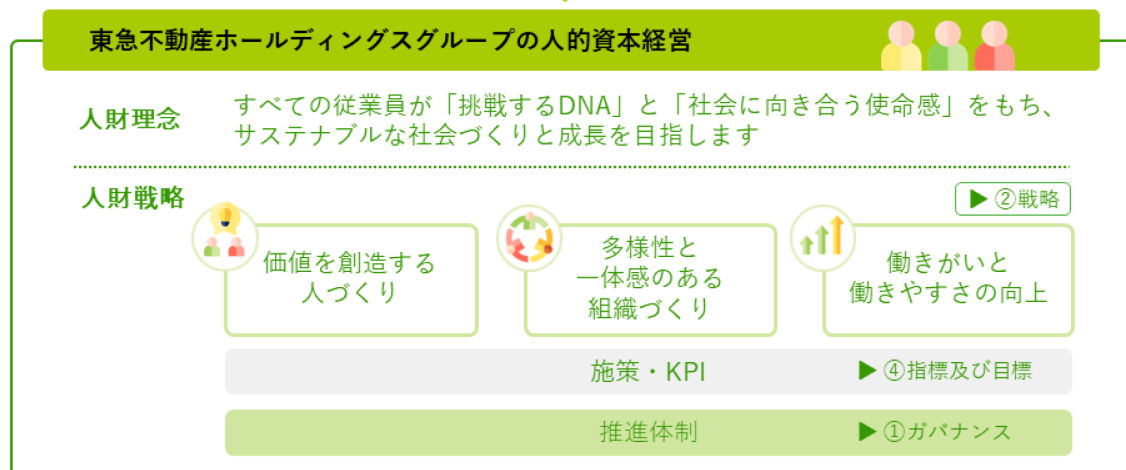 東急不動産ホールディングスグループの人的資本経営
人財理念
すべての従業員が「挑戦するDNA」と「社会に向き合う使命感」をもち、
サステナブルな社会づくりと成長を目指します
人財戦略
▶ ②戦略
価値を創造する
人づくり
多様性と
一体感のある
組織づくり
働きがいと
働きやすさの向上
施策・KPI
▶ ④指標及び目標
推進体制
▶ ①ガバナンス